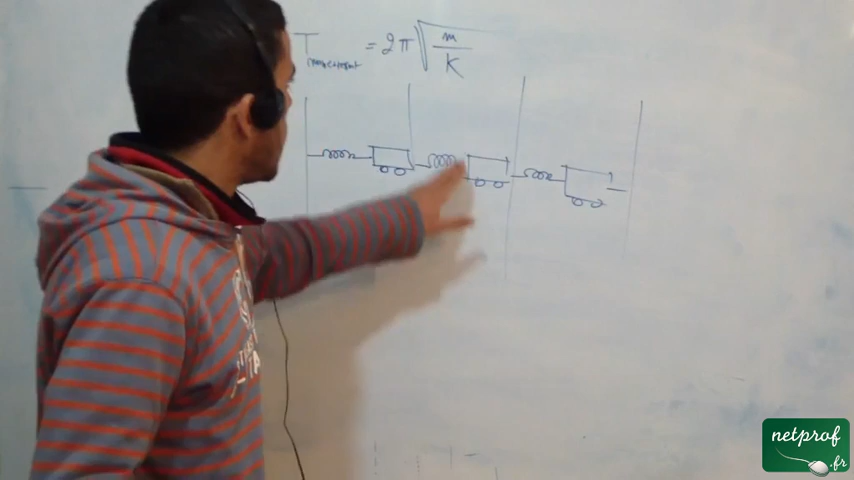 T = 2π √(m/K)
netprof
.fr